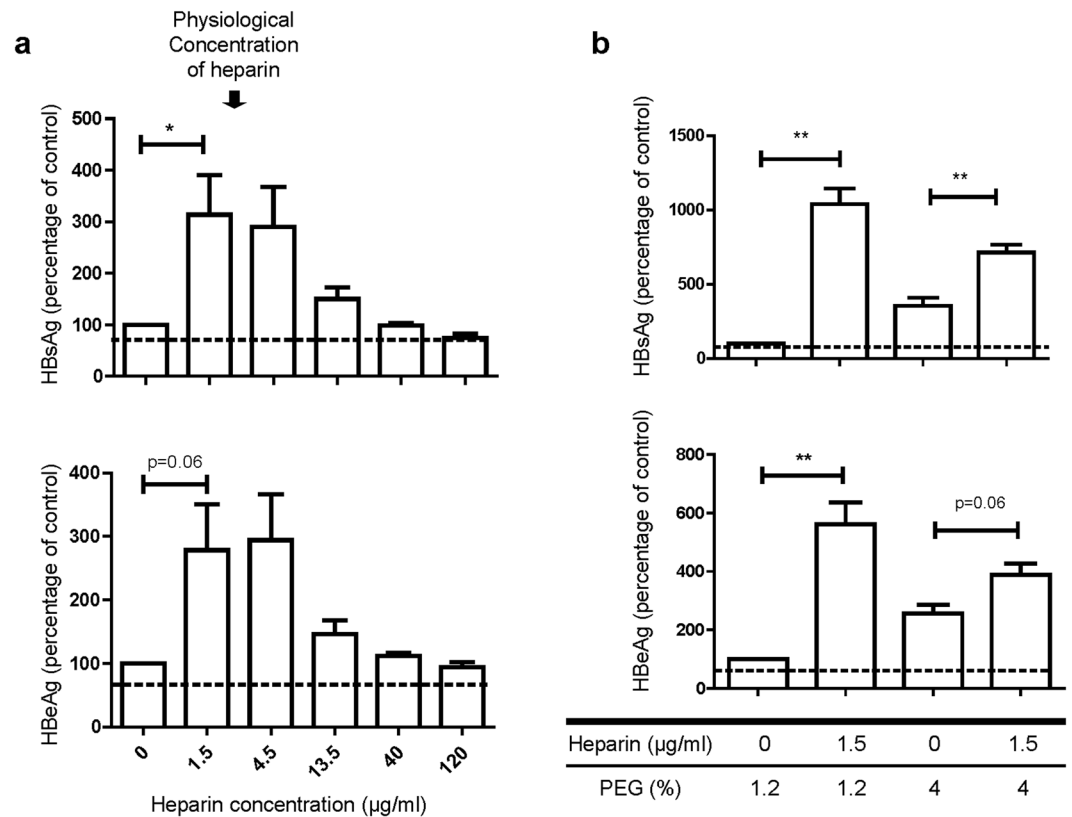 a
Physiological
Concentration
of heparin
HBsAg (percentage of control)
500
400
300
200
100
0
*
HBeAg (percentage of control)
400
300
200
100
0
p=0.06
0 1.5 4.5 13.5 40 120
Heparin concentration (µg/ml)
b
HBsAg (percentage of control)
1500
1000
500
0
**
**
HBeAg (percentage of control)
800
600
400
200
0
**
p=0.06
Heparin (µg/ml) 0 1.5 0 1.5
PEG (%) 1.2 1.2 4 4